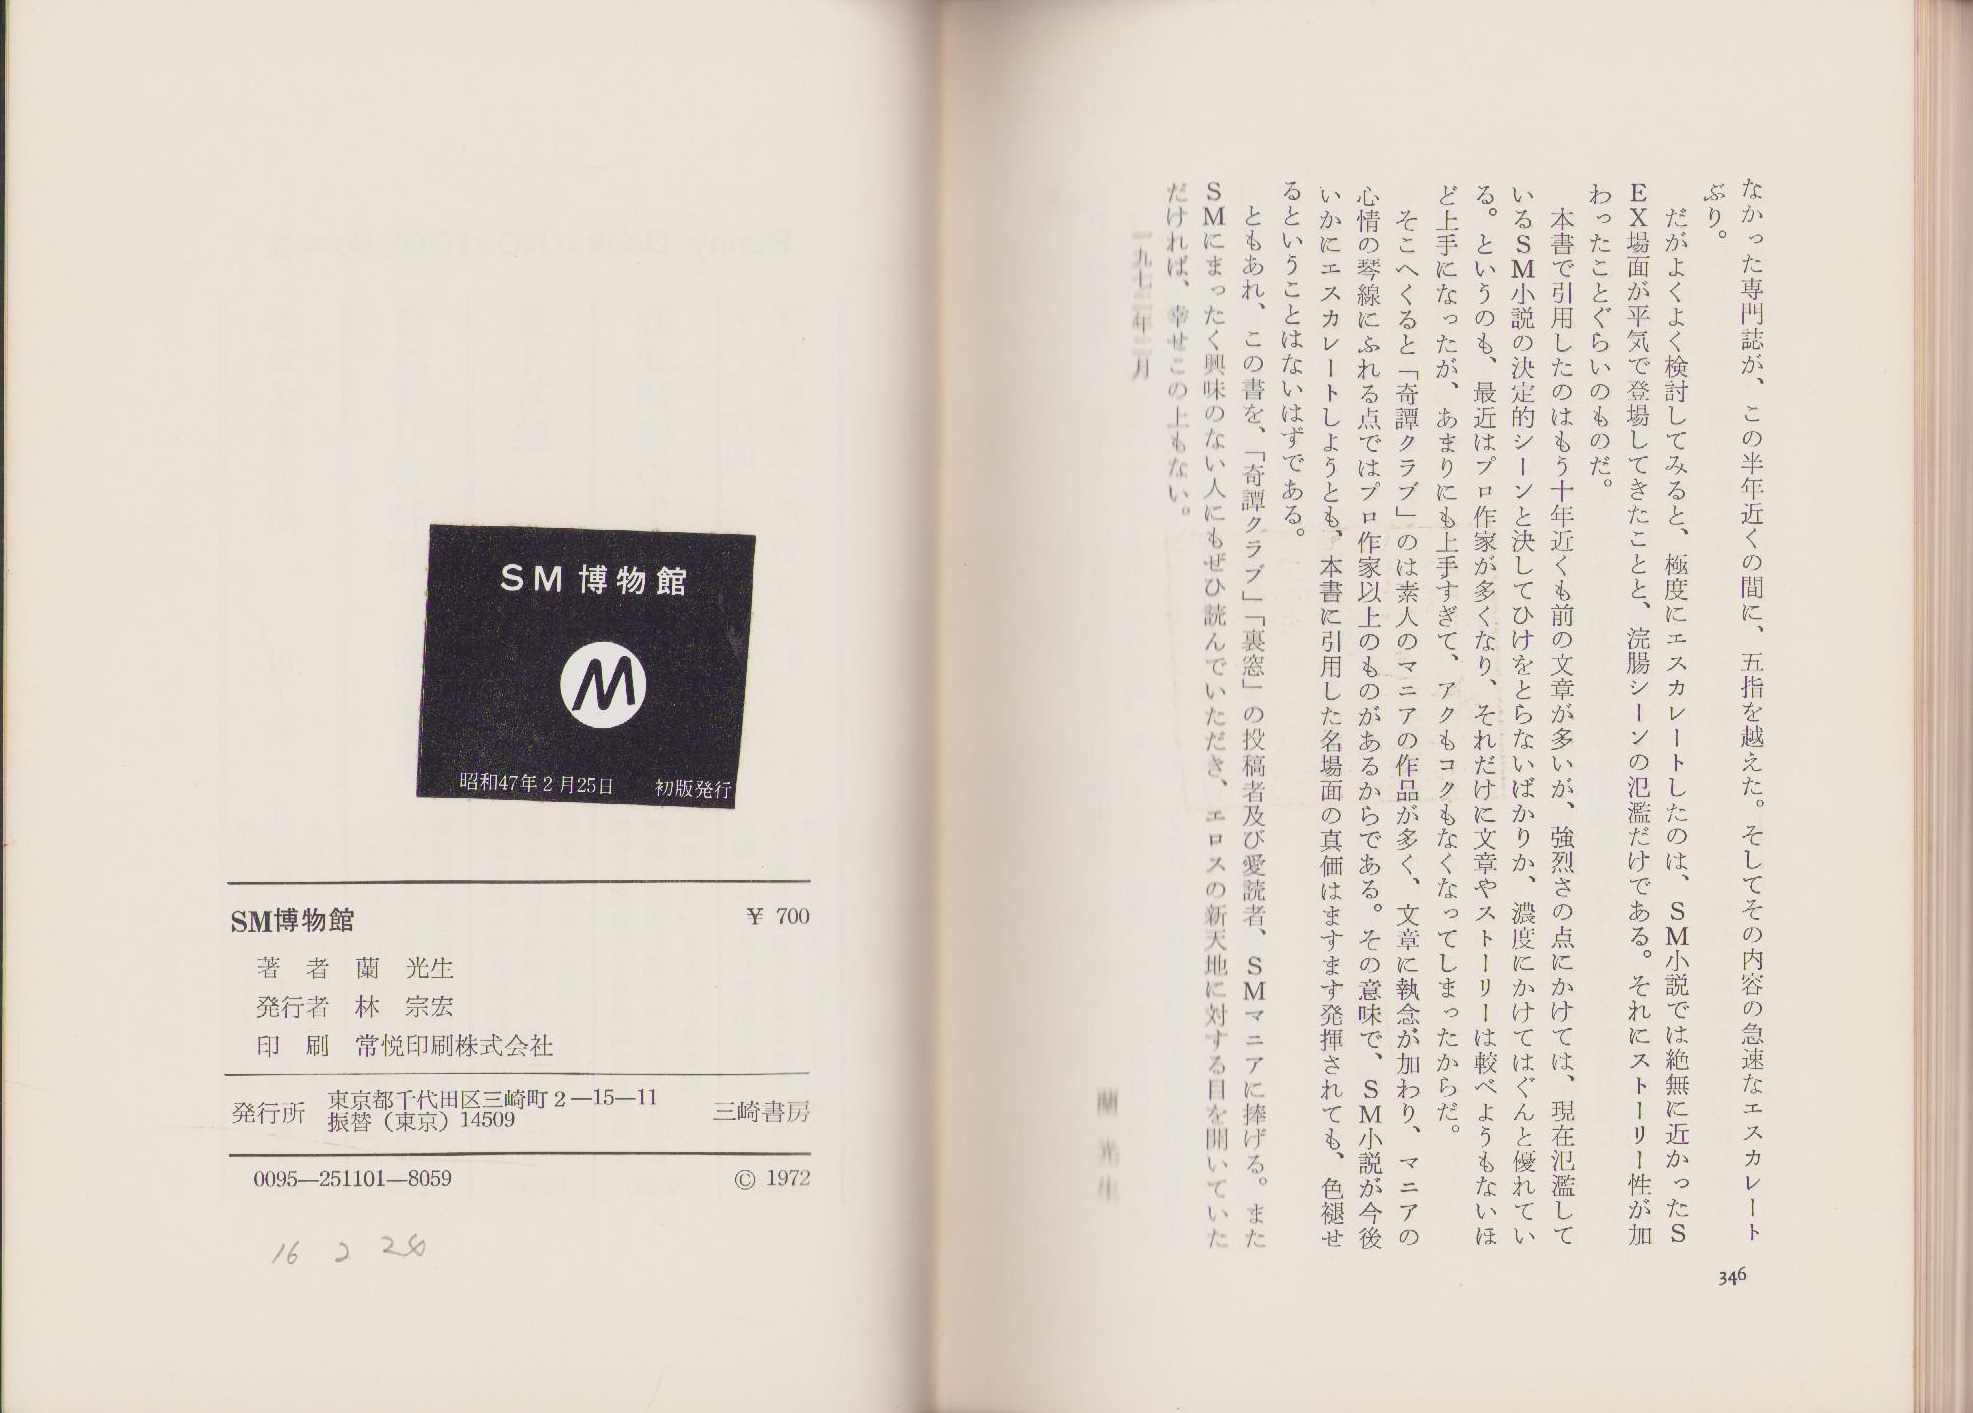 なかった専門誌が、この半年近くの間に、五指を越えた。そしてその内容の急速なエスカレート
ぶり。
だがよくよく検討してみると、極度にエスカレートしたのは、SM小説では絶無に近かったS
EX場面が平気で登場してきたことと、浣腸シーンの氾濫だけである。それにストーリー性が加
わったことぐらいのものだ。
本書で引用したのはもう十年近くも前の文章が多いが、強烈さの点にかけては、現在氾濫して
いるSM小説の決定的シーンと決してひけをとらないばかりか、濃度にかけてはぐんと優れてい
る。というのも、最近はプロ作家が多くなり、それだけに文章やストーリーは較べようもないほ
ど上手になったが、あまりにも上手すぎて、アクもコクもなくなってしまったからだ。
そこへくると「奇譚クラブ」のは素人のマニアの作品が多く、文章に執念が加わり、マニアの
心情の琴線にふれる点ではプロ作家以上のものがあるからである。その意味で、SM小説が今後
いかにエスカレートしようとも、本書に引用した名場面の真価はますます発揮されても、色褪せ
るということはないはずである。
ともあれ、この書を、「奇譚クラブ」「裏窓」の投稿者及び愛読者、SMマニアに捧げる。また
SMにまったく興味のない人にもぜひ読んでいただき、エロスの新天地に対する目を開いていた
だければ、幸せこの上もない。
一九七二年二月
蘭 光生
346
SM博物館
M
昭和47年2月25日 初版発行
SM博物館 ¥ 700
著 者 蘭 光生
発行者 林 宗宏
印 刷 常悦印刷株式会社
発行所 東京都千代田区三崎町2—15—11 三崎書房
振替(東京)14509
0095—251101—8059 © 1972
16 2 28